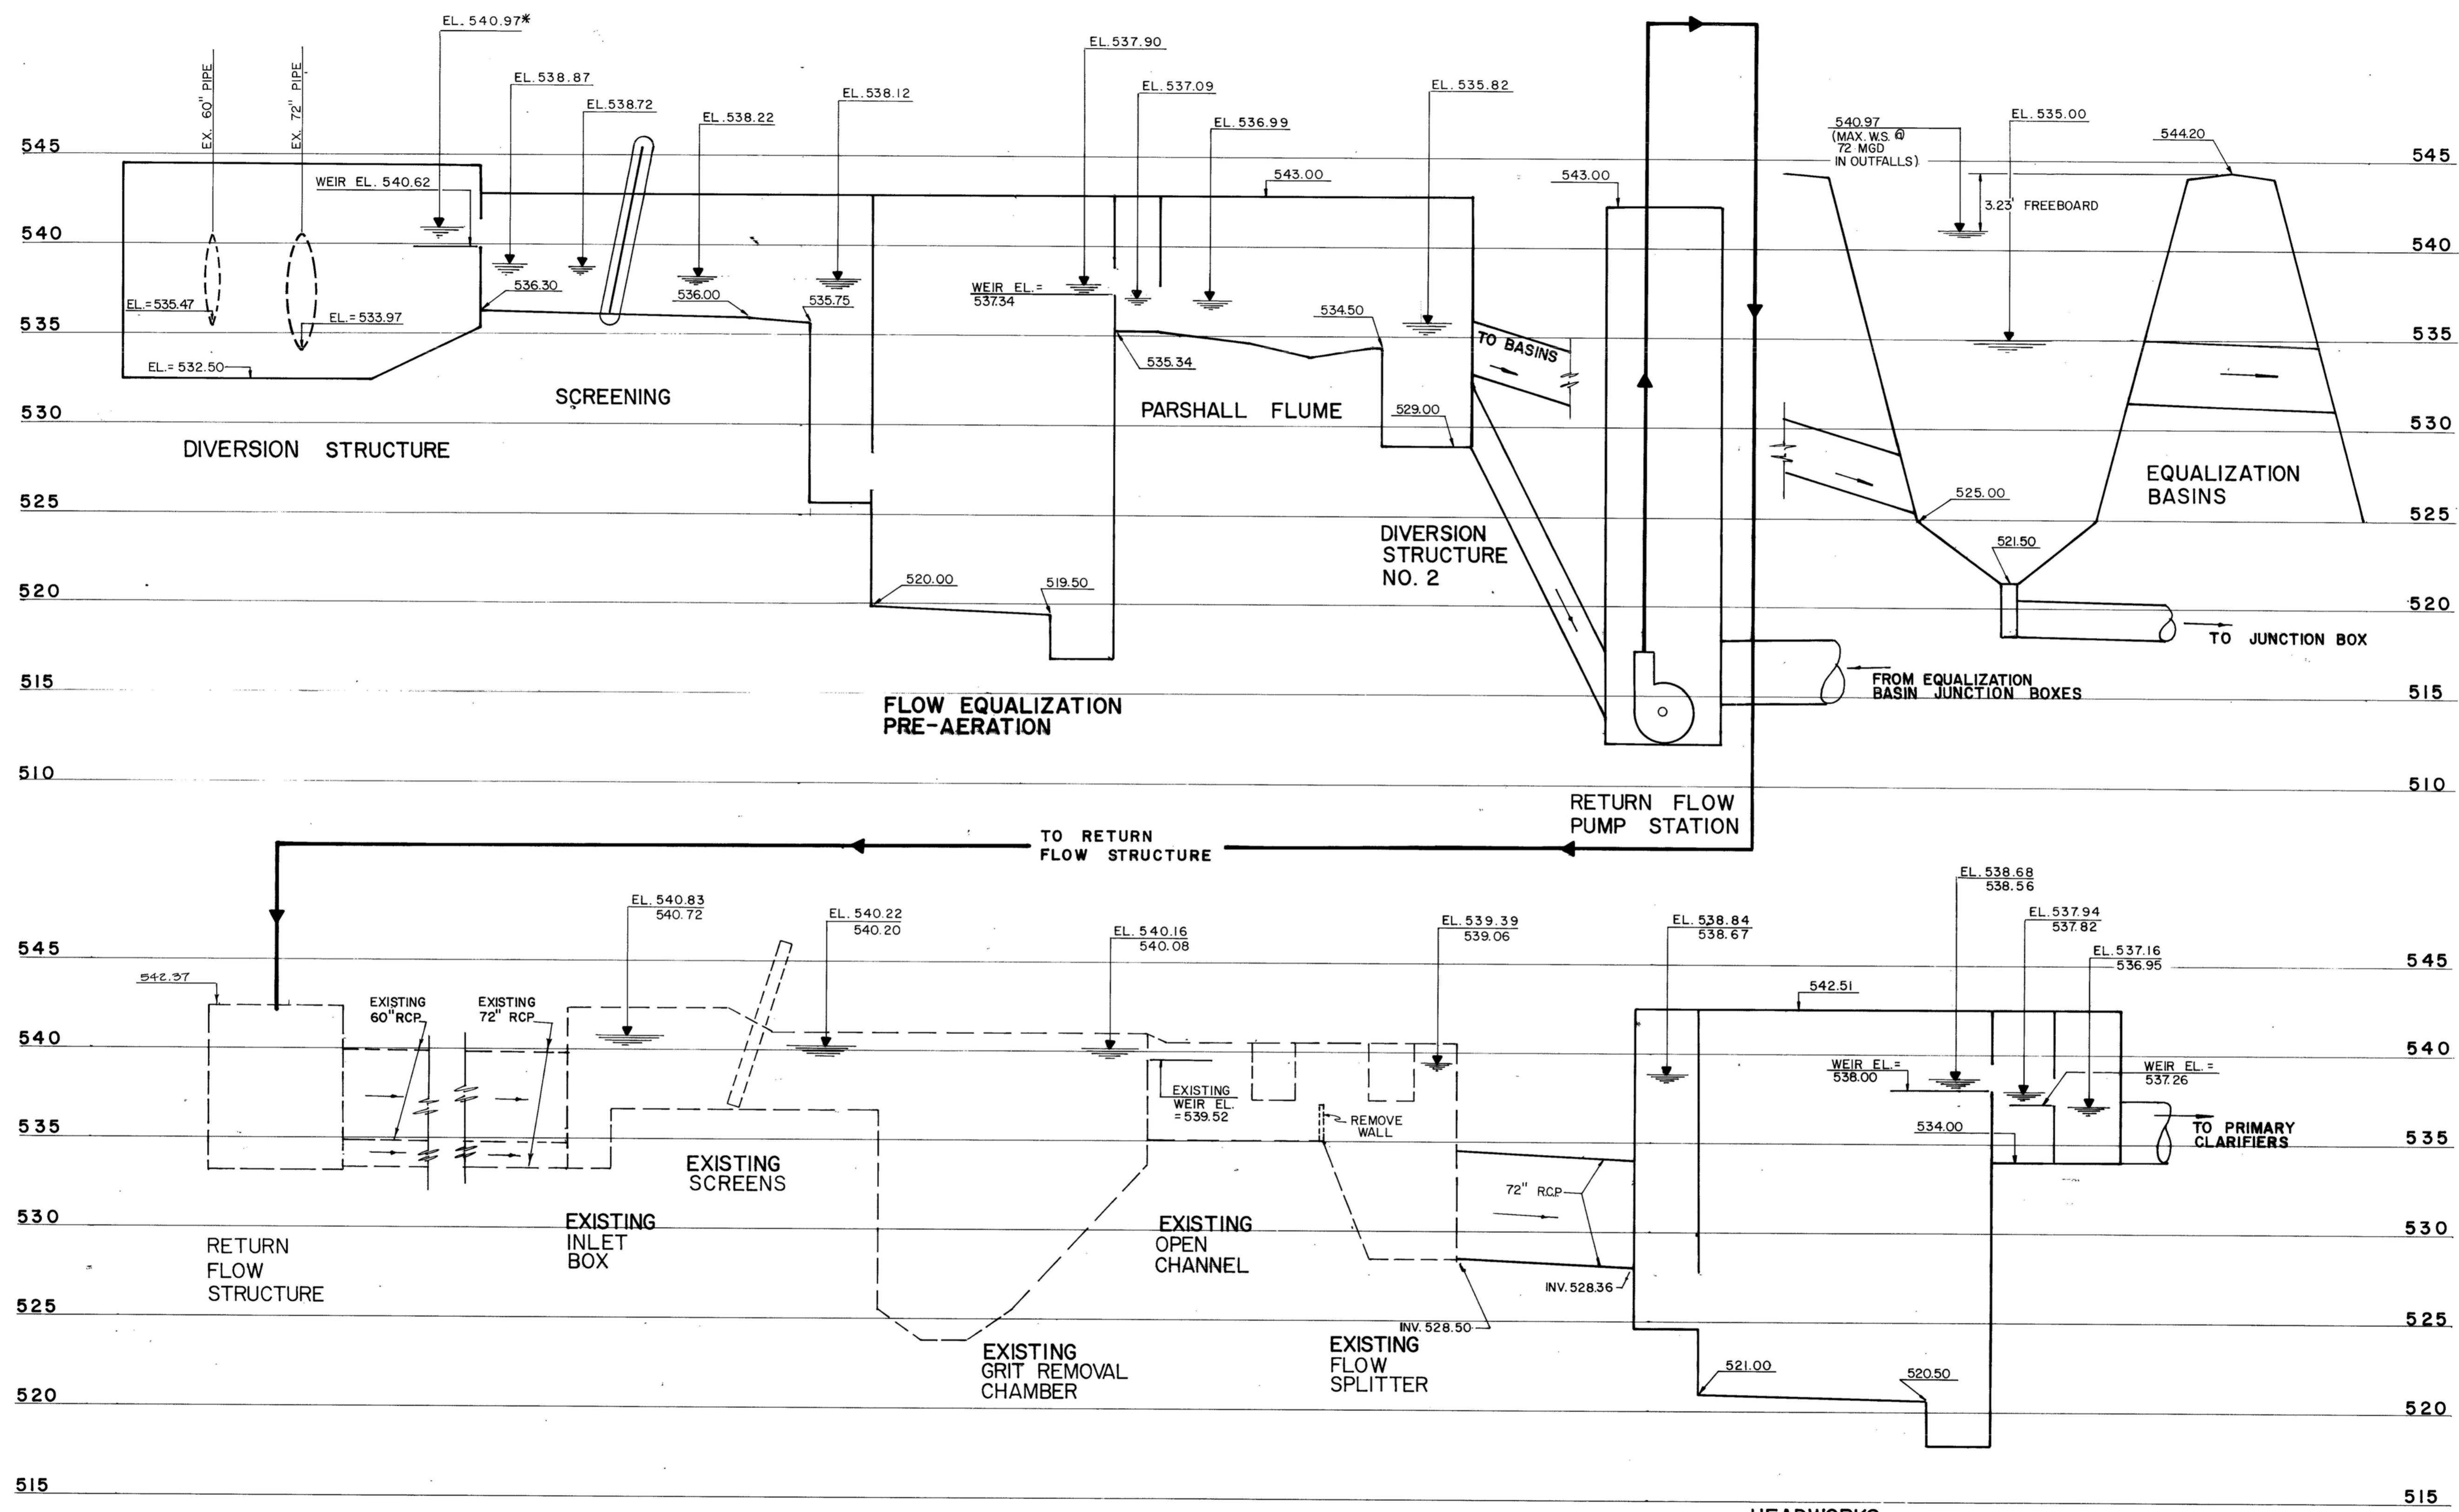 EL. 540.97*
EX. 60" PIPE
EX. 72" PIPE
EL. 538.87
EL. 538.72
EL. 538.22
EL. 538.12
EL. 537.90
EL. 537.09
EL. 536.99
EL. 535.82
540.97
(MAX. W.S. @
72 MGD
IN OUTFALLS)
EL. 535.00
544.20
545
545
WEIR EL. 540.62
543.00
543.00
3.23' FREEBOARD
540
540
EL.=535.47
EL.=533.97
536.30
536.00
535.75
WEIR EL.=
537.34
534.50
TO BASINS
535
535
EL.=532.50
535.34
SCREENING
PARSHALL FLUME
529.00
530
530
DIVERSION STRUCTURE
EQUALIZATION
BASINS
525.00
525
525
DIVERSION
STRUCTURE
NO. 2
521.50
520.00
519.50
520
520
TO JUNCTION BOX
FROM EQUALIZATION
BASIN JUNCTION BOXES
515
515
FLOW EQUALIZATION
PRE-AERATION
510
510
RETURN FLOW
PUMP STATION
TO RETURN
FLOW STRUCTURE
EL. 540.83
540.72
EL. 540.22
540.20
EL. 540.16
540.08
EL. 539.39
539.06
EL. 538.84
538.67
EL. 538.68
538.56
EL. 537.94
537.82
EL. 537.16
536.95
545
545
542.37
EXISTING
60" RCP
EXISTING
72" RCP
542.51
540
540
EXISTING
WEIR EL.
=539.52
REMOVE
WALL
WEIR EL.=
538.00
WEIR EL.=
537.26
534.00
TO PRIMARY
CLARIFIERS
535
535
EXISTING
SCREENS
72" R.C.P.
530
530
RETURN
FLOW
STRUCTURE
EXISTING
INLET
BOX
EXISTING
OPEN
CHANNEL
INV. 528.36
INV. 528.50
525
525
EXISTING
GRIT REMOVAL
CHAMBER
EXISTING
FLOW
SPLITTER
521.00
520.50
520
520
515
515
HEADWORKS